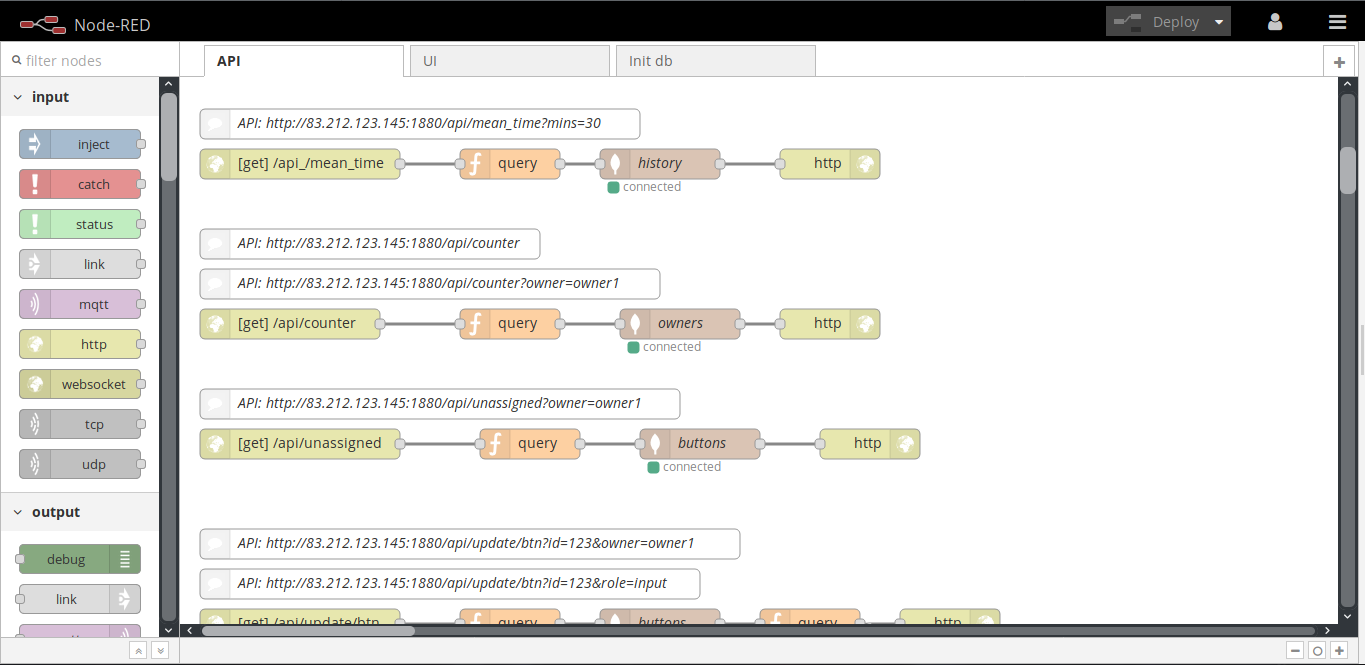 Node-RED
Deploy
filter nodes
API
UI
Init db
input
inject
catch
status
link
mqtt
http
websocket
tcp
udp
output
debug
link
API: http://83.212.123.145:1880/api/mean_time?mins=30
[get] /api_/mean_time
query
history
http
connected
API: http://83.212.123.145:1880/api/counter
API: http://83.212.123.145:1880/api/counter?owner=owner1
[get] /api/counter
query
owners
http
connected
API: http://83.212.123.145:1880/api/unassigned?owner=owner1
[get] /api/unassigned
query
buttons
http
connected
API: http://83.212.123.145:1880/api/update/btn?id=123&owner=owner1
API: http://83.212.123.145:1880/api/update/btn?id=123&role=input
[get] /api/update/btn
query
buttons
query
http